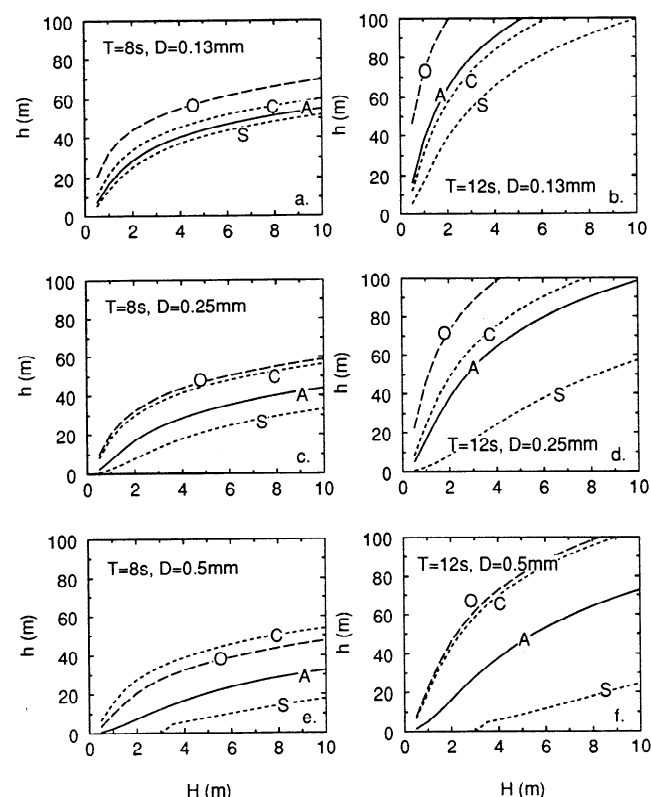 100
80
60
40
20
0
h (m)
T=8s, D=0.13mm
O
C
A
S
a.
0 2 4 6 8 10
100
80
60
40
20
0
h (m)
O
A
C
S
T=12s, D=0.13mm
b.
0 2 4 6 8 10
100
80
60
40
20
0
h (m)
T=8s, D=0.25mm
O
C
A
S
c.
0 2 4 6 8 10
100
80
60
40
20
0
h (m)
O
C
A
S
T=12s, D=0.25mm
d.
0 2 4 6 8 10
100
80
60
40
20
0
h (m)
T=8s, D=0.5mm
C
O
A
S
e.
0 2 4 6 8 10
H (m)
100
80
60
40
20
0
h (m)
T=12s, D=0.5mm
O
C
A
S
f.
0 2 4 6 8 10
H (m)